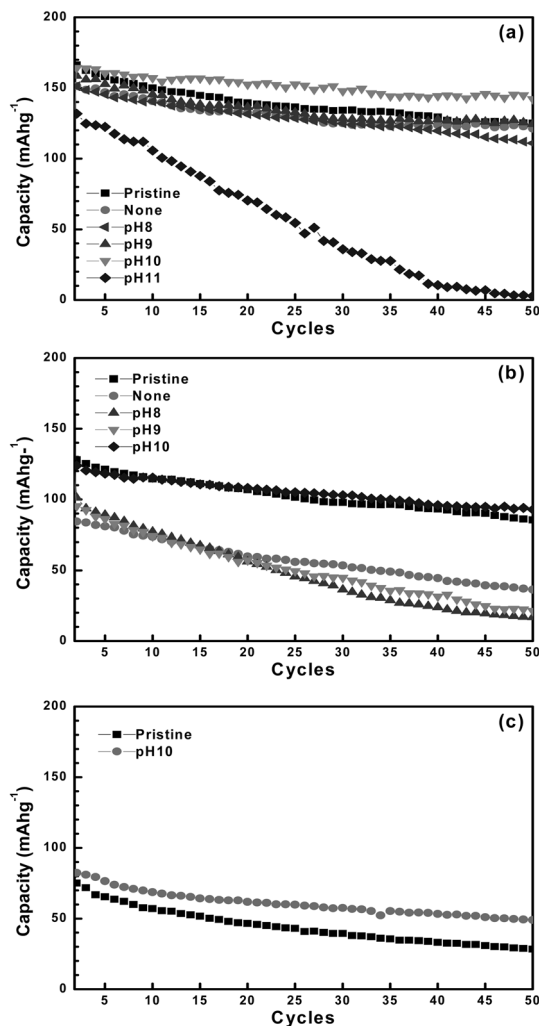 (a)
200
150
100
50
0
Capacity (mAhg⁻¹)
Pristine
None
pH8
pH9
pH10
pH11
5 10 15 20 25 30 35 40 45 50
Cycles
(b)
200
150
100
50
0
Capacity (mAhg-)
Pristine
None
pH8
pH9
pH10
5 10 15 20 25 30 35 40 45 50
Cycles
(c)
200
150
100
50
0
Capacity (mAhg⁻¹)
Pristine
pH10
5 10 15 20 25 30 35 40 45 50
Cycles